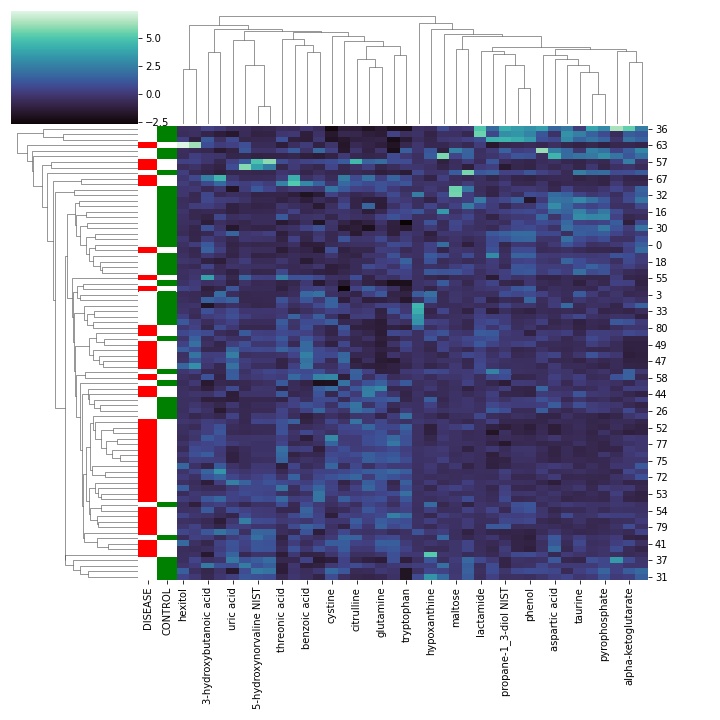 5.0
2.5
0.0
−2.5
36
63
57
67
32
16
30
0
18
55
3
33
80
49
47
58
44
26
52
77
75
72
53
54
79
41
37
31
DISEASE
CONTROL
hexitol
3-hydroxybutanoic acid
uric acid
5-hydroxynorvaline NIST
threonic acid
benzoic acid
cystine
citrulline
glutamine
tryptophan
hypoxanthine
maltose
lactamide
propane-1_3-diol NIST
phenol
aspartic acid
taurine
pyrophosphate
alpha-ketoglutarate